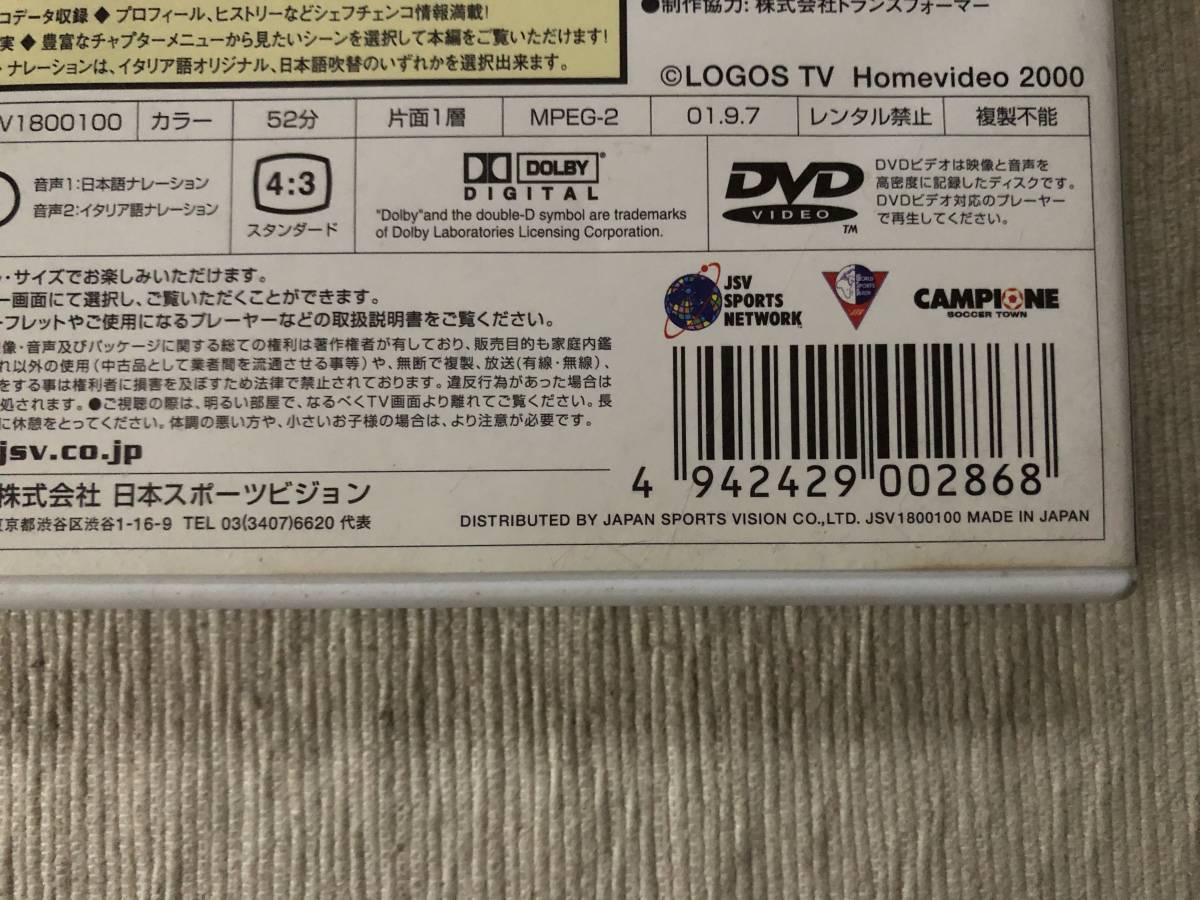 コデータ収録 ◆ プロフィール、ヒストリーなどシェフチェンコ情報満載!
実 ◆ 豊富なチャプターメニューから見たいシーンを選択して本編をご覧いただけます!
ナレーションは、イタリア語オリジナル、日本語吹替のいずれかを選択出来ます。
●制作協力: 株式会社トランスフォーマー
©LOGOS TV Homevideo 2000
V1800100 カラー 52分 片面1層 MPEG-2 01.9.7 レンタル禁止 複製不能
音声1:日本語ナレーション
音声2:イタリア語ナレーション
4:3
スタンダード
DOLBY
DIGITAL
"Dolby"and the double-D symbol are trademarks
of Dolby Laboratories Licensing Corporation.
DVD
VIDEO
TM
DVDビデオは映像と音声を
高密度に記録したディスクです。
DVDビデオ対応のプレーヤー
で再生してください。
・サイズでお楽しみいただけます。
ー画面にて選択し、ご覧いただくことができます。
ーフレットやご使用になるプレーヤーなどの取扱説明書をご覧ください。
像・音声及びパッケージに関する総ての権利は著作権者が有しており、販売目的も家庭内鑑
れ以外の使用(中古品として業者間を流通させる事等)や、無断で複製、放送(有線・無線)、
をする事は権利者に損害を及ぼすため法律で禁止されております。違反行為があった場合は
処されます。●ご視聴の際は、明るい部屋で、なるべくTV画面より離れてご覧ください。長
に休憩をとってください。体調の悪い方や、小さいお子様の場合は、より注意が必要です。
jsv.co.jp
株式会社 日本スポーツビジョン
京都渋谷区渋谷1-16-9 TEL 03(3407)6620 代表
JSV
SPORTS
NETWORK
WORLD
SPORTS
JSV
CAMPIONE
SOCCER TOWN
4 942429 002868
DISTRIBUTED BY JAPAN SPORTS VISION CO.,LTD. JSV1800100 MADE IN JAPAN